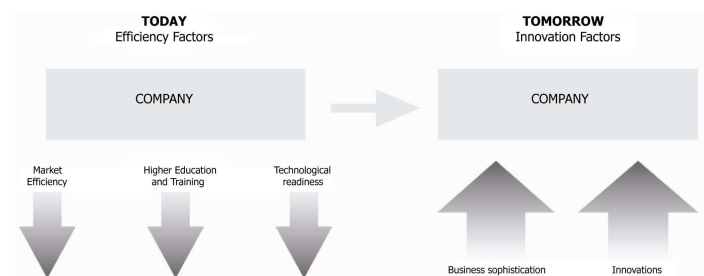 TODAY
Efficiency Factors
TOMORROW
Innovation Factors
COMPANY
COMPANY
Market
Efficiency
Higher Education
and Training
Technological
readiness
Business sophistication
Innovations